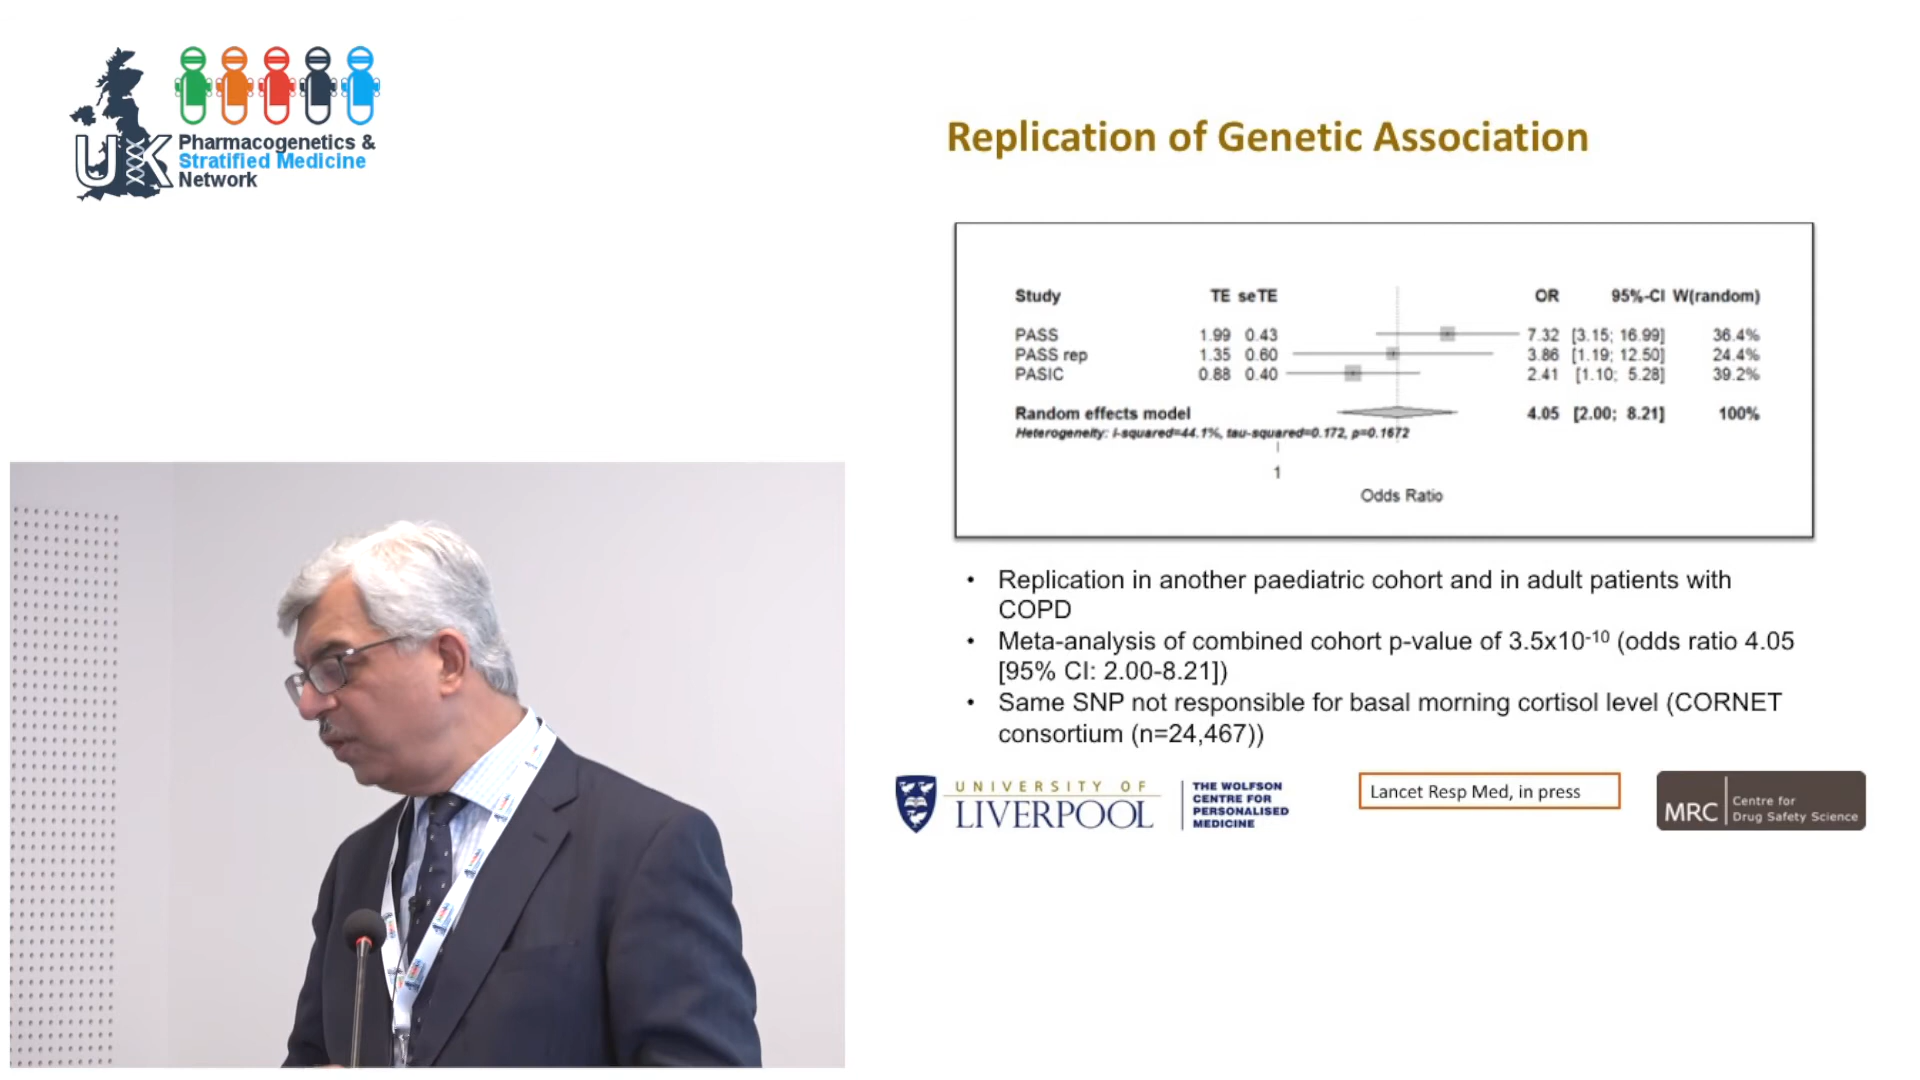 UK
Pharmacogenetics &
Stratified Medicine
Network
Replication of Genetic Association
Study TE seTE OR 95%-CI W(random)
PASS 1.99 0.43 7.32 [3.15; 16.99] 36.4%
PASS rep 1.35 0.60 3.86 [1.19; 12.50] 24.4%
PASIC 0.88 0.40 2.41 [1.10; 5.28] 39.2%
Random effects model 4.05 [2.00; 8.21] 100%
Heterogeneity: I-squared=44.1%, tau-squared=0.172, p=0.1672
1
Odds Ratio
• Replication in another paediatric cohort and in adult patients with
COPD
• Meta-analysis of combined cohort p-value of 3.5x10⁻¹⁰ (odds ratio 4.05
[95% CI: 2.00-8.21])
• Same SNP not responsible for basal morning cortisol level (CORNET
consortium (n=24,467))
UNIVERSITY OF
LIVERPOOL
THE WOLFSON
CENTRE FOR
PERSONALISED
MEDICINE
Lancet Resp Med, in press
MRC
Centre for
Drug Safety Science